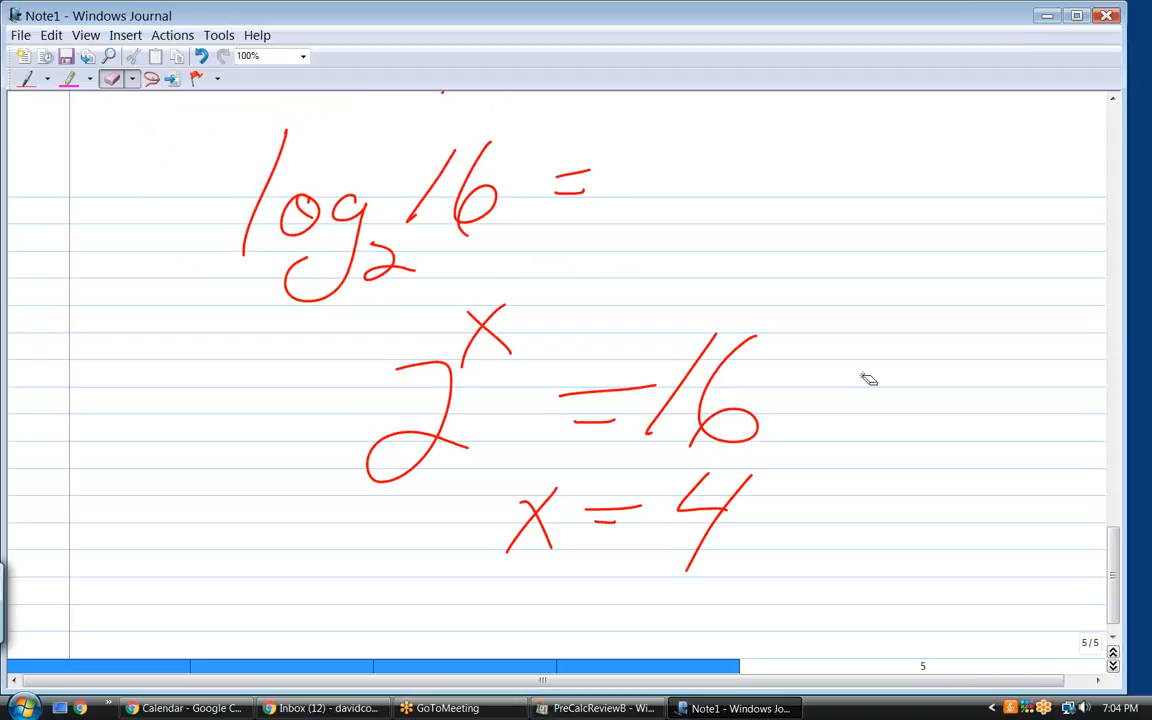 Note1 - Windows Journal
File Edit View Insert Actions Tools Help
100%
log₂ 16 =
2ˣ = 16
x = 4
5/5
5
Calendar - Google C... Inbox (12) - davidco... GoToMeeting PreCalcReviewB - Wi... Note1 - Windows Jo... 7:04 PM